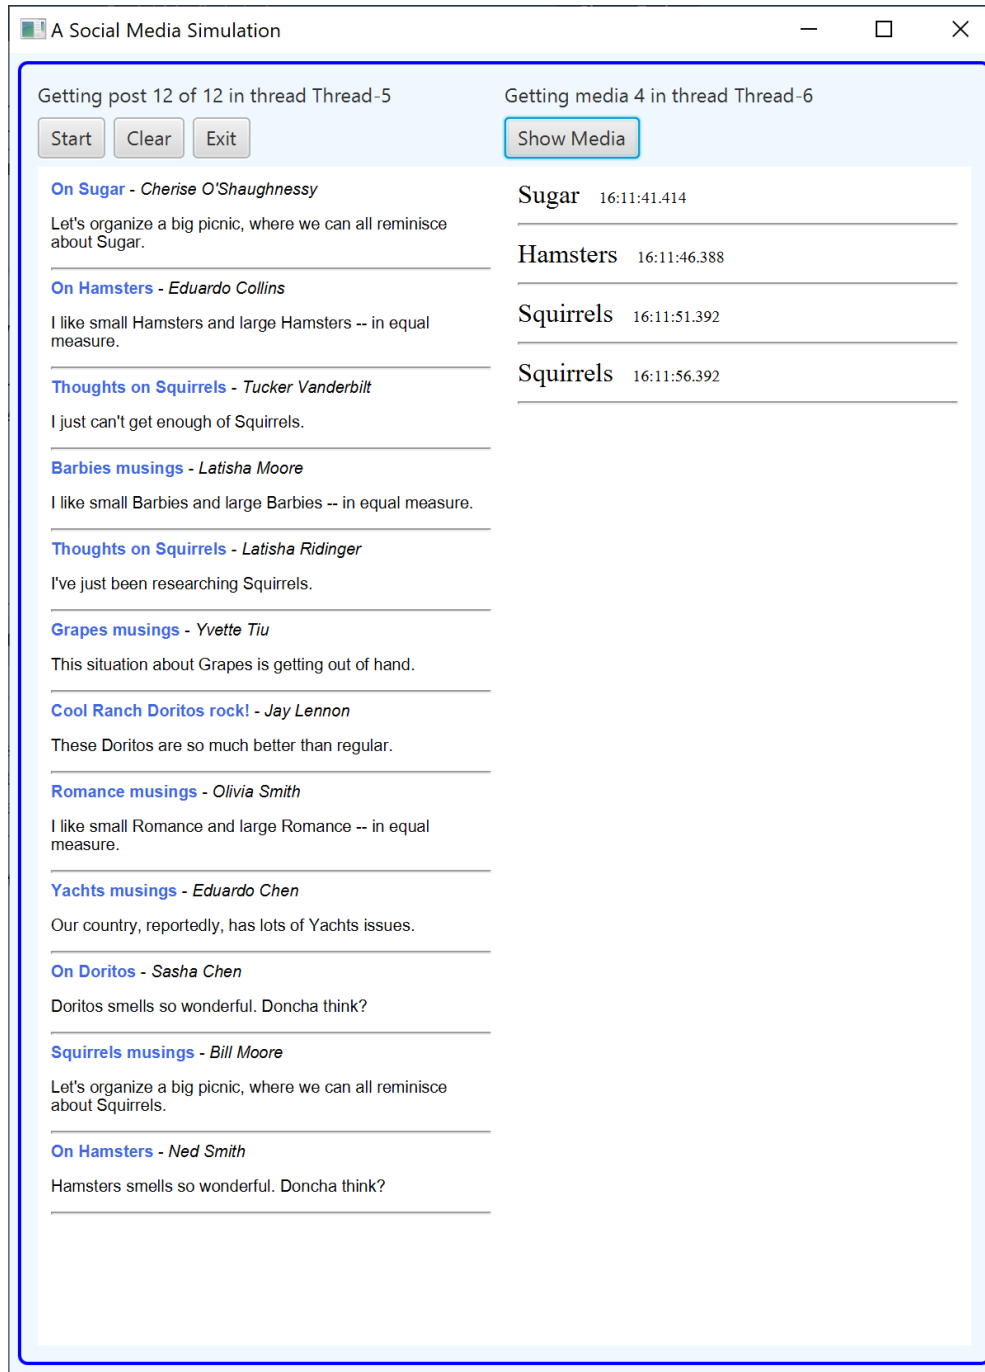 A Social Media Simulation
Getting post 12 of 12 in thread Thread-5
Start Clear Exit
On Sugar - Cherise O'Shaughnessy
Let's organize a big picnic, where we can all reminisce
about Sugar.
On Hamsters - Eduardo Collins
I like small Hamsters and large Hamsters -- in equal
measure.
Thoughts on Squirrels - Tucker Vanderbilt
I just can't get enough of Squirrels.
Barbies musings - Latisha Moore
I like small Barbies and large Barbies -- in equal measure.
Thoughts on Squirrels - Latisha Ridinger
I've just been researching Squirrels.
Grapes musings - Yvette Tiu
This situation about Grapes is getting out of hand.
Cool Ranch Doritos rock! - Jay Lennon
These Doritos are so much better than regular.
Romance musings - Olivia Smith
I like small Romance and large Romance -- in equal
measure.
Yachts musings - Eduardo Chen
Our country, reportedly, has lots of Yachts issues.
On Doritos - Sasha Chen
Doritos smells so wonderful. Doncha think?
Squirrels musings - Bill Moore
Let's organize a big picnic, where we can all reminisce
about Squirrels.
On Hamsters - Ned Smith
Hamsters smells so wonderful. Doncha think?
Getting media 4 in thread Thread-6
Show Media
Sugar 16:11:41.414
Hamsters 16:11:46.388
Squirrels 16:11:51.392
Squirrels 16:11:56.392